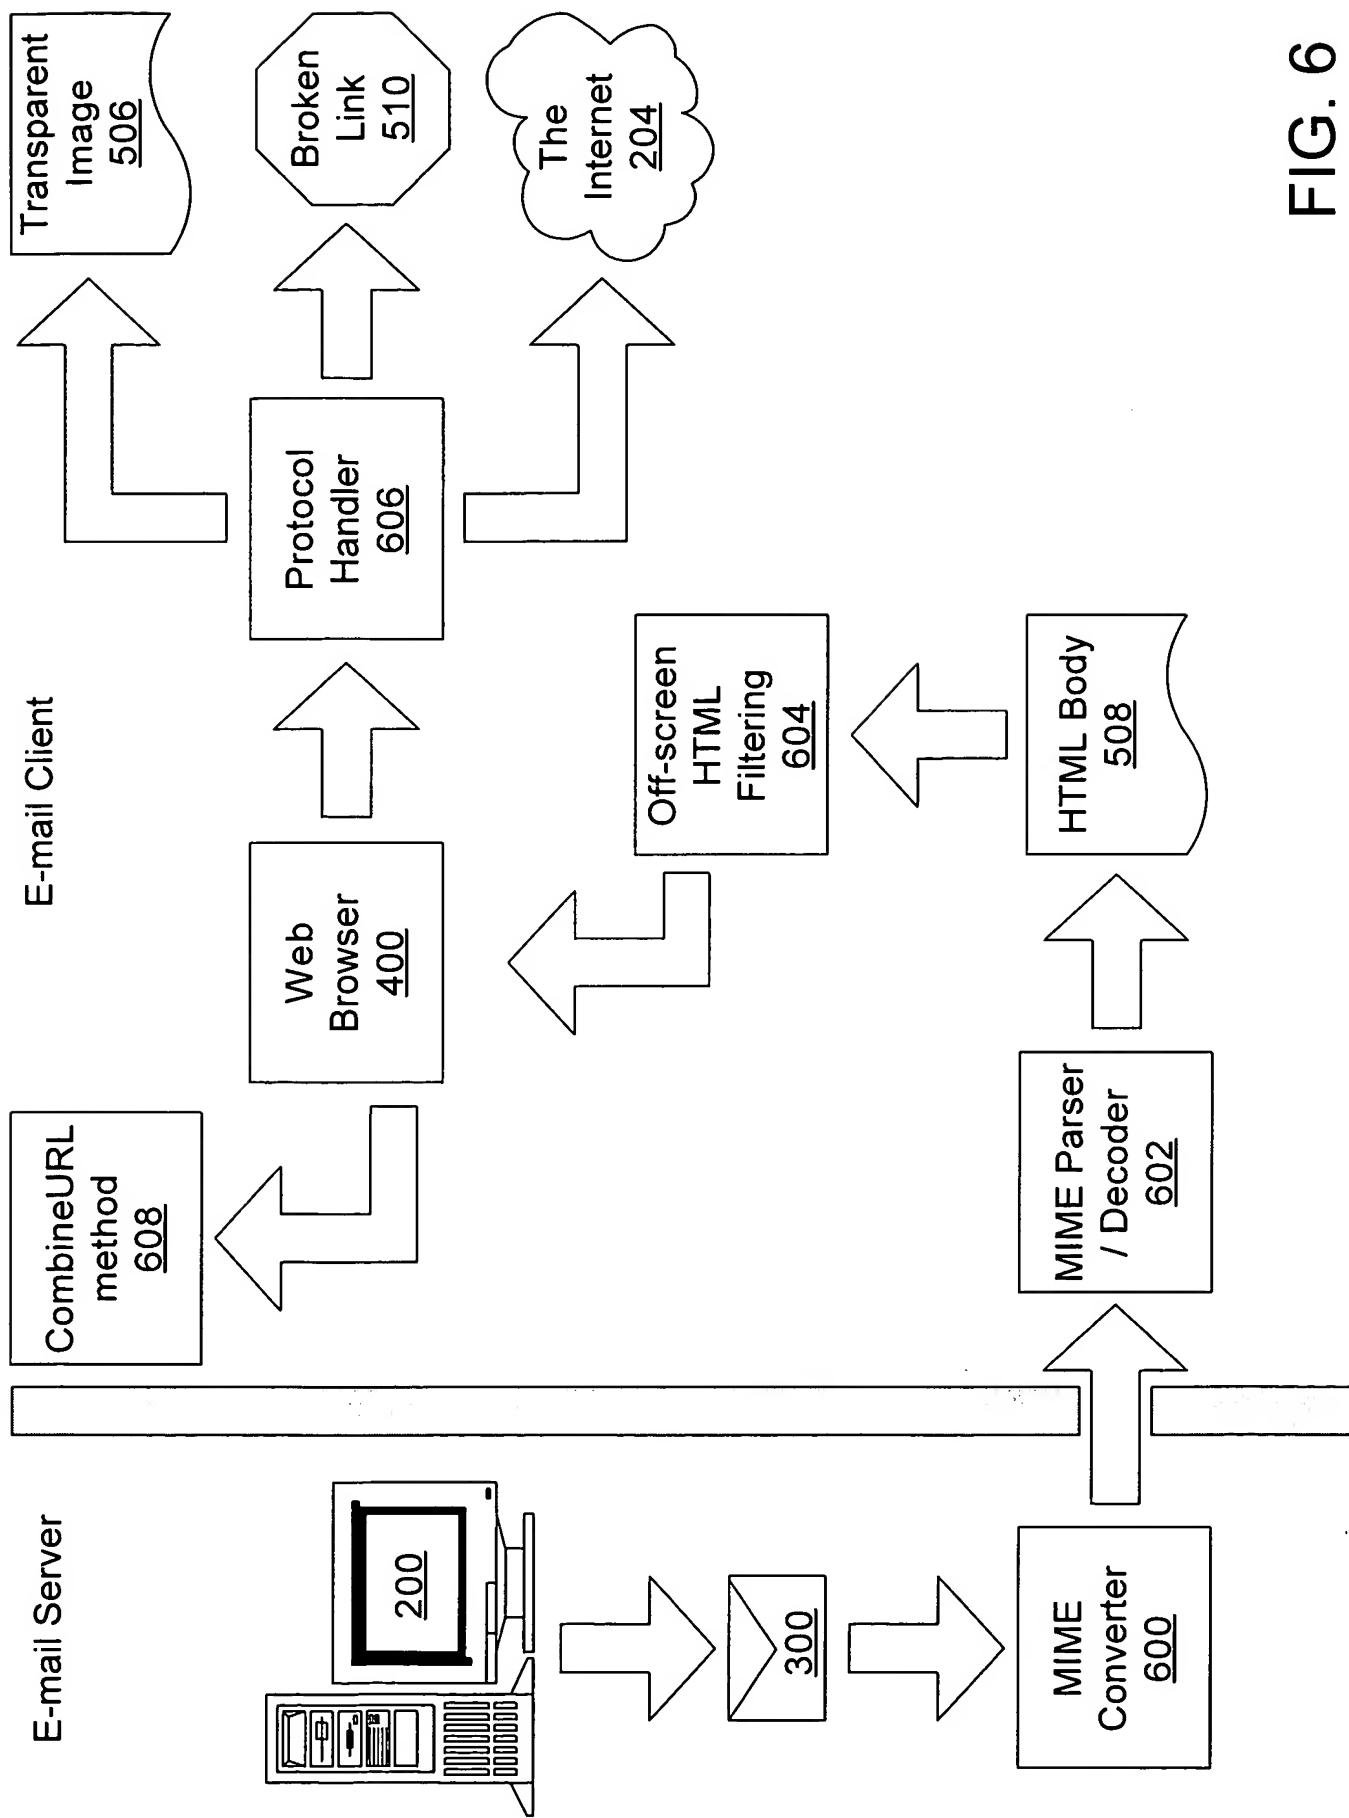 E-mail Server
E-mail Client
200
300
MIME
Converter
600
MIME Parser
/ Decoder
602
HTML Body
508
Off-screen
HTML
Filtering
604
Web
Browser
400
CombineURL
method
608
Protocol
Handler
606
Transparent
Image
506
Broken
Link
510
The
Internet
204
FIG. 6